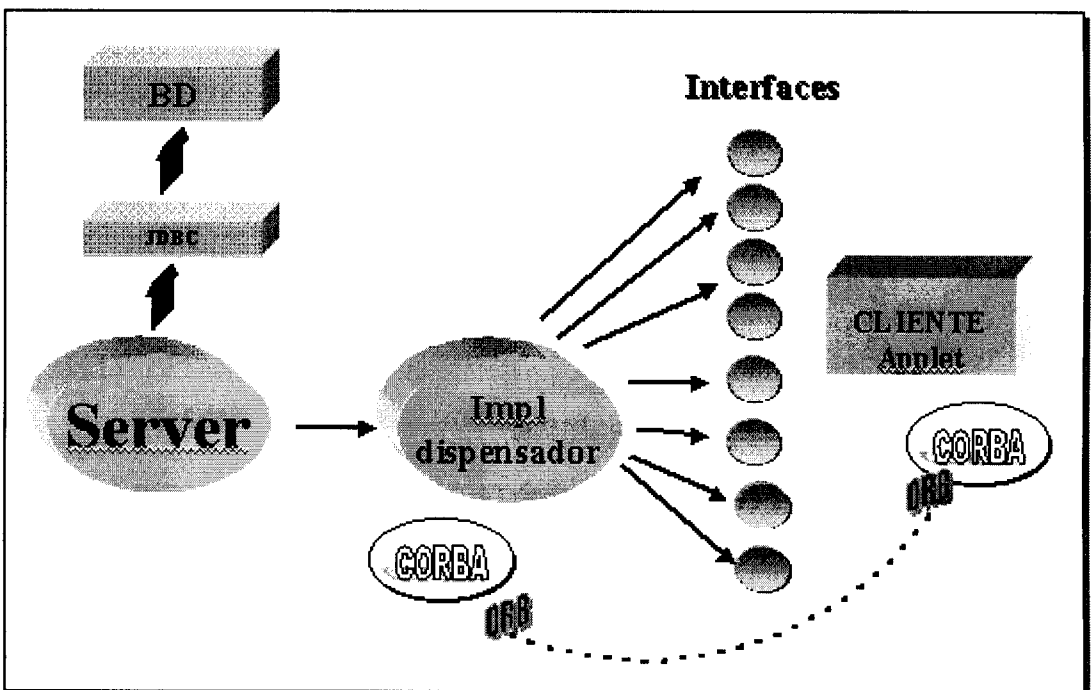 BD
JDBC
Server
Impl
dispensador
Interfaces
CLIENTE
Applet
CORBA
ORB
CORBA
ORB